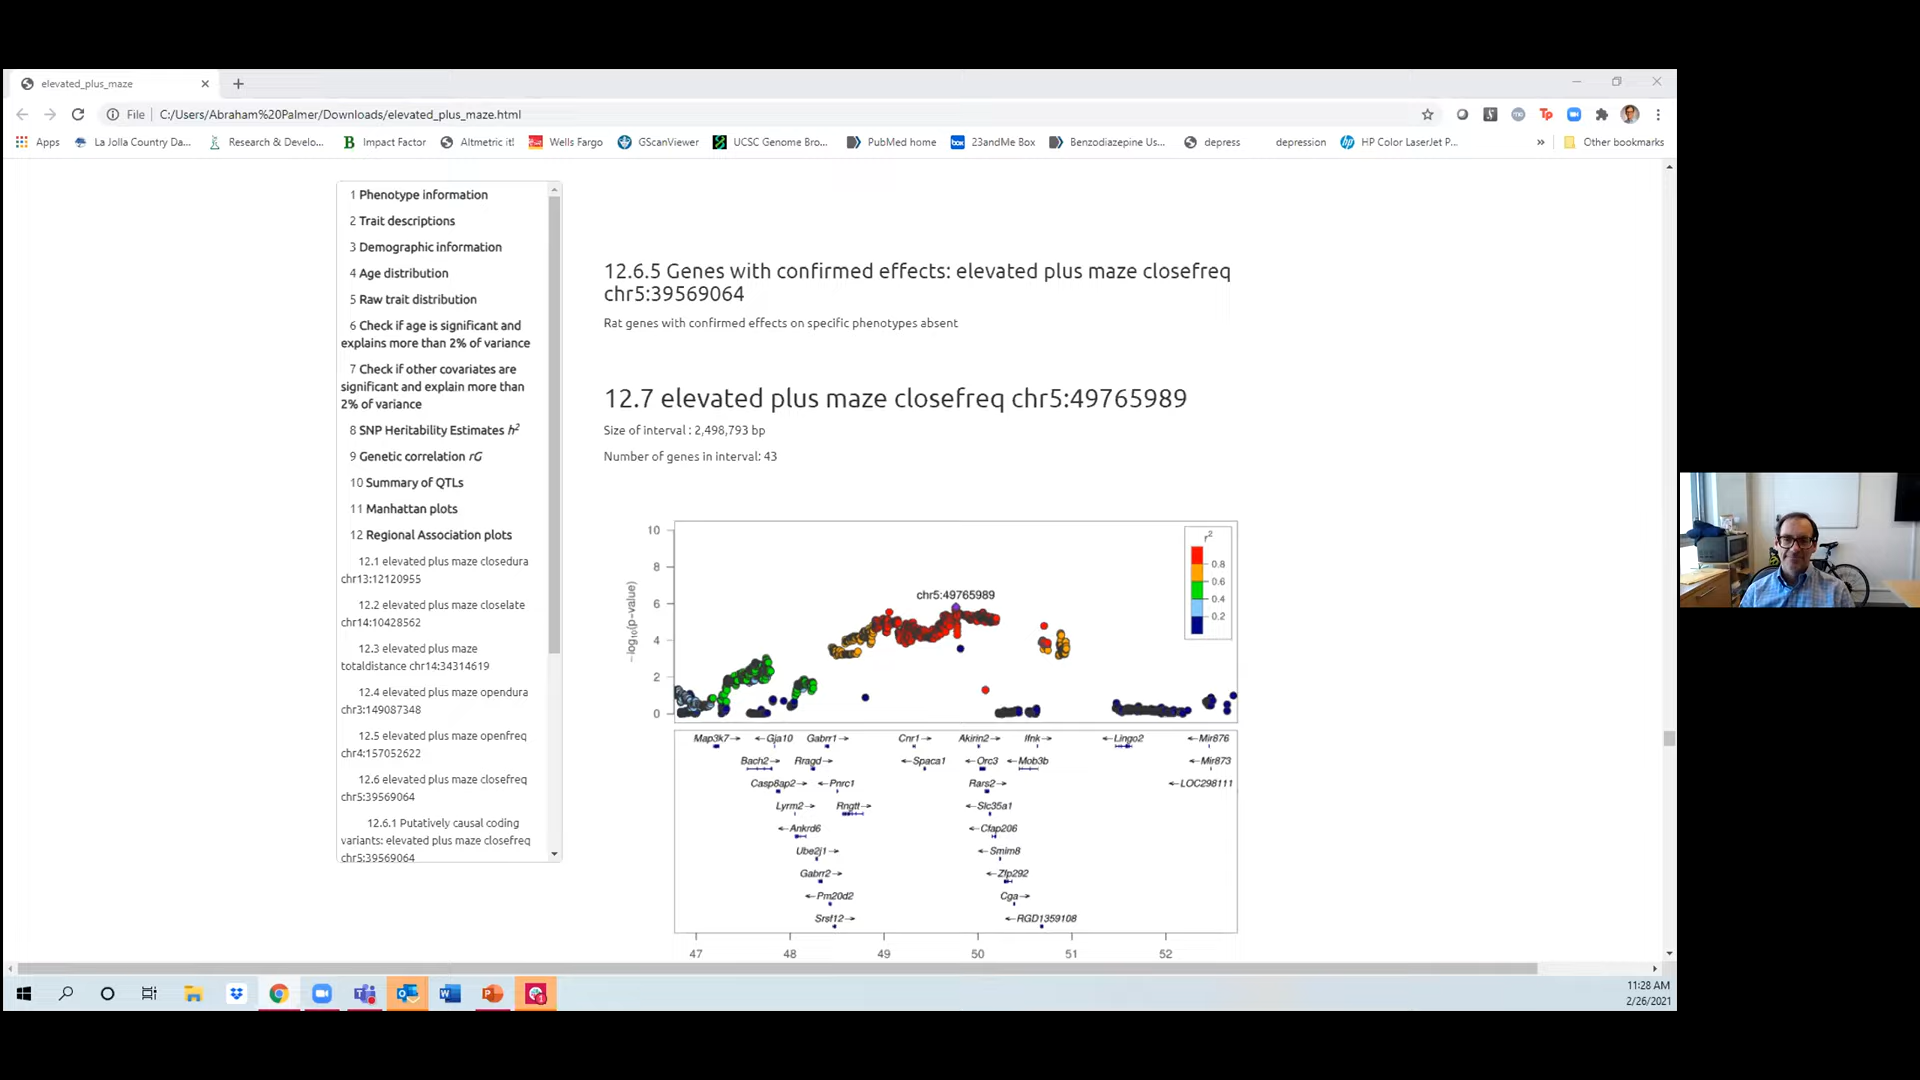 elevated_plus_maze
File C:/Users/Abraham%20Palmer/Downloads/elevated_plus_maze.html
Apps La Jolla Country Da... Research & Develo... Impact Factor Altmetric it! Wells Fargo GScanViewer UCSC Genome Bro... PubMed home 23andMe Box Benzodiazepine Us... depress depression HP Color LaserJet P... » Other bookmarks
1 Phenotype information
2 Trait descriptions
3 Demographic information
4 Age distribution
5 Raw trait distribution
6 Check if age is significant and
explains more than 2% of variance
7 Check if other covariates are
significant and explain more than
2% of variance
8 SNP Heritability Estimates h²
9 Genetic correlation rG
10 Summary of QTLs
11 Manhattan plots
12 Regional Association plots
12.1 elevated plus maze closedura
chr13:12120955
12.2 elevated plus maze closelate
chr14:10428562
12.3 elevated plus maze
totaldistance chr14:34314619
12.4 elevated plus maze opendura
chr3:149087348
12.5 elevated plus maze openfreq
chr4:157052622
12.6 elevated plus maze closefreq
chr5:39569064
12.6.1 Putatively causal coding
variants: elevated plus maze closefreq
chr5:39569064
12.6.5 Genes with confirmed effects: elevated plus maze closefreq
chr5:39569064
Rat genes with confirmed effects on specific phenotypes absent
12.7 elevated plus maze closefreq chr5:49765989
Size of interval : 2,498,793 bp
Number of genes in interval: 43
10
8
6
4
2
0
−log10(p-value)
chr5:49765989
r²
0.8
0.6
0.4
0.2
Map3k7 Gja10 Gabrr1 Cnr1 Akirin2 Ifnk Lingo2 Mir876
Bach2 Rragd Spaca1 Orc3 Mob3b Mir873
Casp8ap2 Pnrc1 Rars2 LOC298111
Lyrm2 Rngtt Slc35a1
Ankrd6 Cfap206
Ube2j1 Smim8
Gabrr2 Zfp292
Pm20d2 Cga
Srsf12 RGD1359108
47 48 49 50 51 52
11:28 AM
2/26/2021